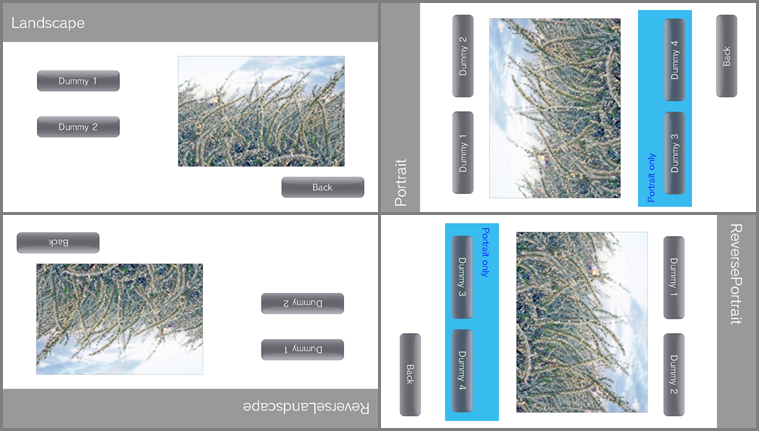 Landscape
Dummy 1
Dummy 2
Back
Portrait
Dummy 1
Dummy 2
Portrait only
Dummy 3
Dummy 4
Back
ReverseLandscape
Dummy 1
Dummy 2
Back
ReversePortrait
Dummy 1
Dummy 2
Portrait only
Dummy 3
Dummy 4
Back